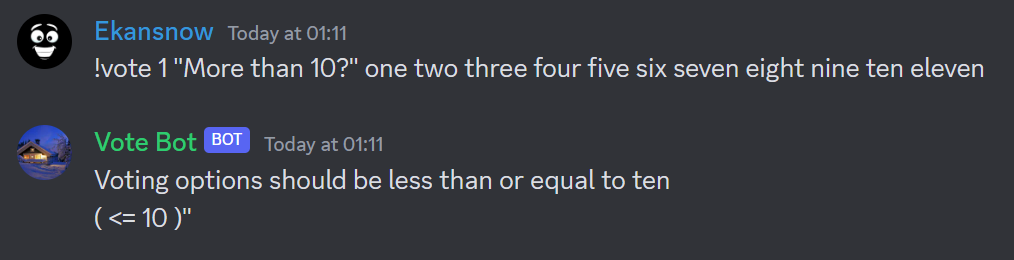 Ekansnow Today at 01:11
!vote 1 "More than 10?" one two three four five six seven eight nine ten eleven
Vote Bot BOT Today at 01:11
Voting options should be less than or equal to ten
( <= 10 )"